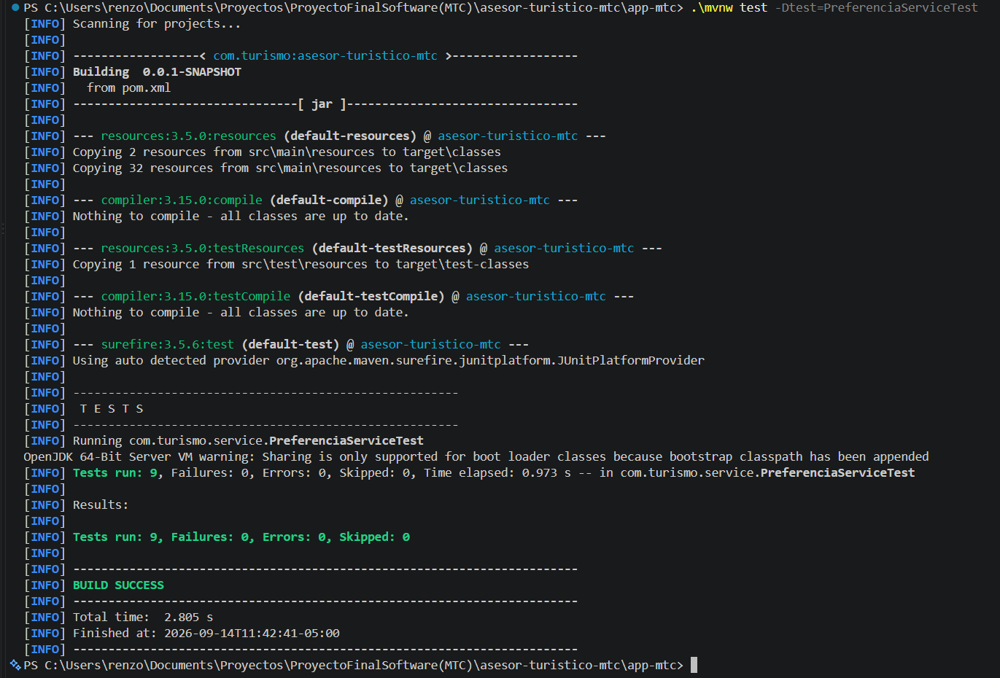 PS C:\Users\renzo\Documents\Proyectos\ProyectoFinalSoftware(MTC)\asesor-turistico-mtc\app-mtc> .\mvnw test -Dtest=PreferenciaServiceTest
[INFO] Scanning for projects...
[INFO]
[INFO] ------------------< com.turismo:asesor-turistico-mtc >------------------
[INFO] Building  0.0.1-SNAPSHOT
[INFO]   from pom.xml
[INFO] --------------------------------[ jar ]---------------------------------
[INFO]
[INFO] --- resources:3.5.0:resources (default-resources) @ asesor-turistico-mtc ---
[INFO] Copying 2 resources from src\main\resources to target\classes
[INFO] Copying 32 resources from src\main\resources to target\classes
[INFO]
[INFO] --- compiler:3.15.0:compile (default-compile) @ asesor-turistico-mtc ---
[INFO] Nothing to compile - all classes are up to date.
[INFO]
[INFO] --- resources:3.5.0:testResources (default-testResources) @ asesor-turistico-mtc ---
[INFO] Copying 1 resource from src\test\resources to target\test-classes
[INFO]
[INFO] --- compiler:3.15.0:testCompile (default-testCompile) @ asesor-turistico-mtc ---
[INFO] Nothing to compile - all classes are up to date.
[INFO]
[INFO] --- surefire:3.5.6:test (default-test) @ asesor-turistico-mtc ---
[INFO] Using auto detected provider org.apache.maven.surefire.junitplatform.JUnitPlatformProvider
[INFO]
[INFO] -------------------------------------------------------
[INFO]  T E S T S
[INFO] -------------------------------------------------------
[INFO] Running com.turismo.service.PreferenciaServiceTest
OpenJDK 64-Bit Server VM warning: Sharing is only supported for boot loader classes because bootstrap classpath has been appended
[INFO] Tests run: 9, Failures: 0, Errors: 0, Skipped: 0, Time elapsed: 0.973 s -- in com.turismo.service.PreferenciaServiceTest
[INFO]
[INFO] Results:
[INFO]
[INFO] Tests run: 9, Failures: 0, Errors: 0, Skipped: 0
[INFO]
[INFO] ------------------------------------------------------------------------
[INFO] BUILD SUCCESS
[INFO] ------------------------------------------------------------------------
[INFO] Total time:  2.805 s
[INFO] Finished at: 2026-09-14T11:42:41-05:00
[INFO] ------------------------------------------------------------------------
PS C:\Users\renzo\Documents\Proyectos\ProyectoFinalSoftware(MTC)\asesor-turistico-mtc\app-mtc>